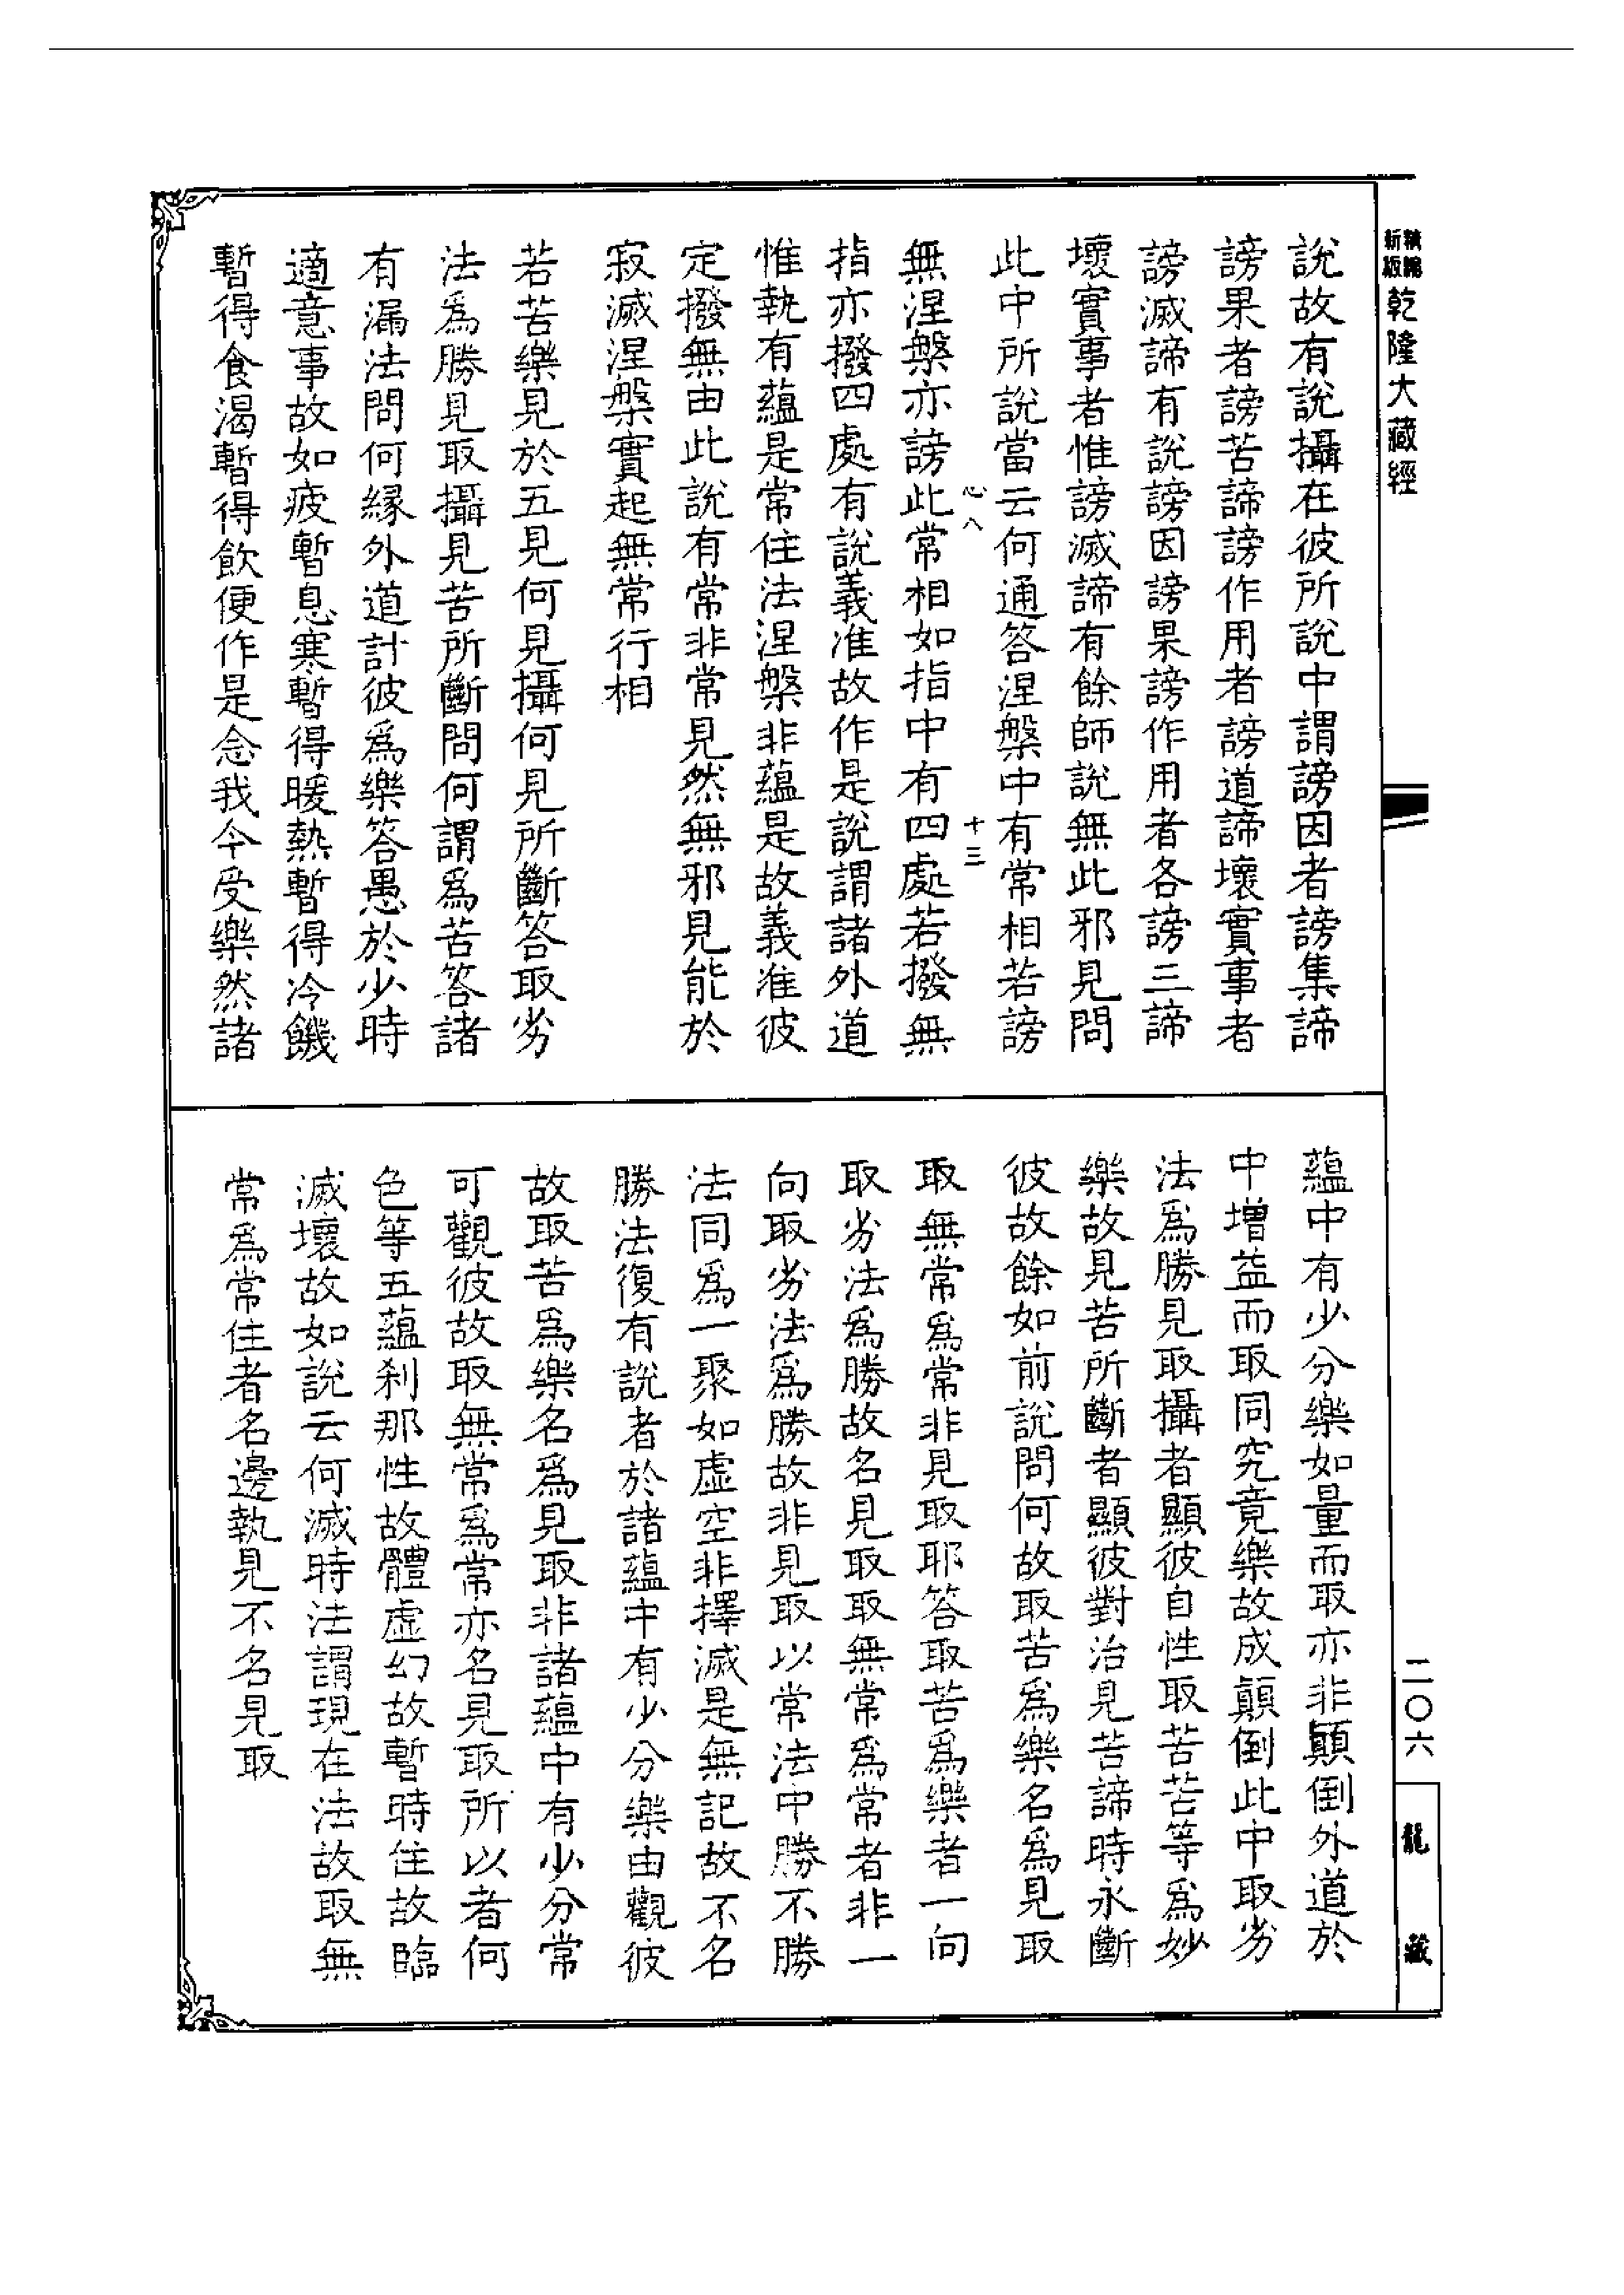 新版
精編
乾隆大藏經
說故有說攝在彼所說中謂謗因者謗集諦
謗果者謗苦諦謗作用者謗道諦壞實事者
謗滅諦有說謗因謗果謗作用者各謗三諦
壞實事者惟謗滅諦有餘師說無此邪見問
此中所說當云何通答涅槃中有常相若謗
心八
十三
無涅槃亦謗此常相如指中有四處若撥無
指亦撥四處有說義准故作是說謂諸外道
惟執有蘊是常住法涅槃非蘊是故義准彼
定撥無由此說有常非常見然無邪見能於
寂滅涅槃實起無常行相
若苦樂見於五見何見攝何見所斷答取劣
法爲勝見取攝見苦所斷問何謂爲苦答諸
有漏法問何緣外道計彼爲樂答愚於少時
適意事故如疲暫息寒暫得暖熱暫得冷饑
暫得食渴暫得飲便作是念我今受樂然諸
蘊中有少分樂如量而取亦非顛倒外道於
中增益而取同究竟樂故成顛倒此中取劣
法爲勝見取攝者顯彼自性取苦苦等爲妙
樂故見苦所斷者顯彼對治見苦諦時永斷
彼故餘如前說問何故取苦爲樂名爲見取
取無常爲常非見取耶答取苦爲樂者一向
取劣法爲勝故名見取取無常爲常者非一
向取劣法爲勝故非見取以常法中勝不勝
法同爲一聚如虛空非擇滅是無記故不名
勝法復有說者於諸蘊中有少分樂由觀彼
故取苦爲樂名爲見取非諸蘊中有少分常
可觀彼故取無常爲常亦名見取所以者何
色等五蘊刹那性故體虛幻故暫時住故臨
滅壞故如說云何滅時法謂現在法故取無
常爲常住者名邊執見不名見取
二〇六
龍藏